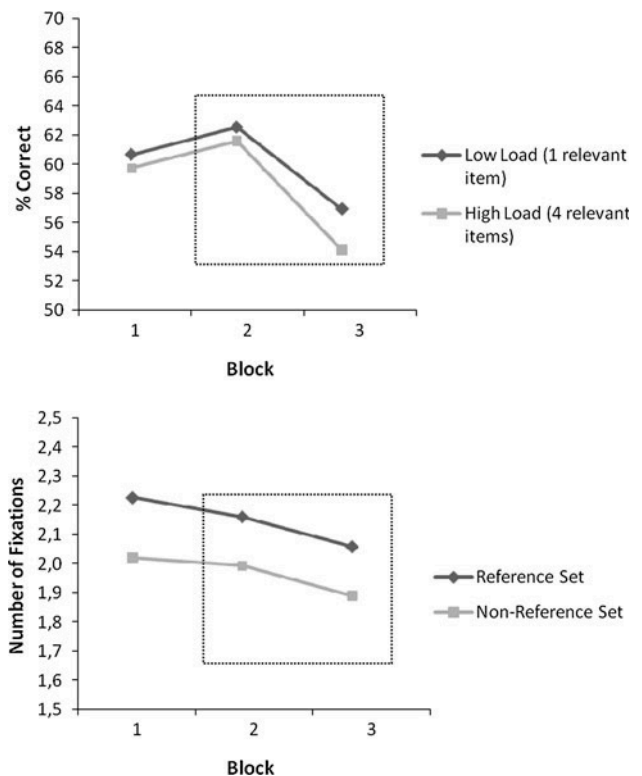 70
68
66
64
62
60
58
56
54
52
50
% Correct
1 2 3
Block
Low Load (1 relevant
item)
High Load (4 relevant
items)
2,5
2,4
2,3
2,2
2,1
2,0
1,9
1,8
1,7
1,6
1,5
Number of Fixations
1 2 3
Block
Reference Set
Non-Reference Set